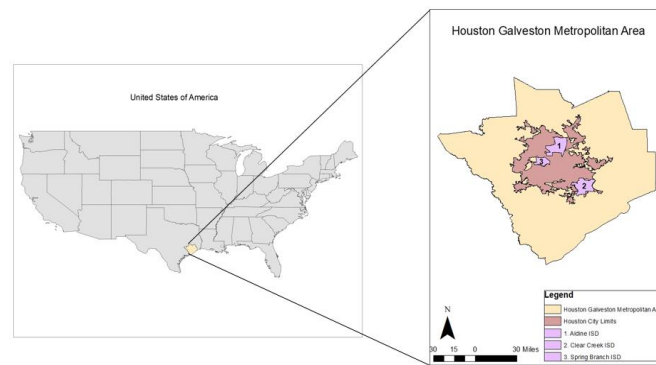 United States of America
Houston Galveston Metropolitan Area
1
3
2
N
30 15 0 30 Miles
Legend
Houston Galveston Metropolitan A
Houston City Limits
1. Aldine ISD
2. Clear Creek ISD
3. Spring Branch ISD